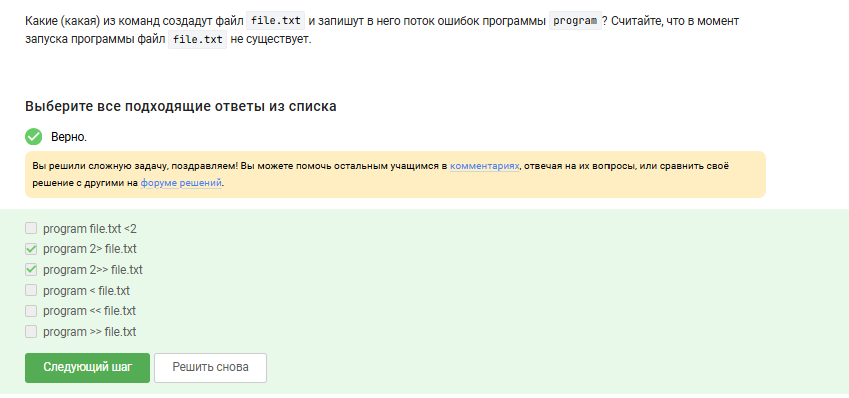 Какие (какая) из команд создадут файл file.txt и запишут в него поток ошибок программы program? Считайте, что в момент
запуска программы файл file.txt не существует.
Выберите все подходящие ответы из списка
Верно.
Вы решили сложную задачу, поздравляем! Вы можете помочь остальным учащимся в комментариях, отвечая на их вопросы, или сравнить своё
решение с другими на форуме решений.
program file.txt <2
program 2> file.txt
program 2>> file.txt
program < file.txt
program << file.txt
program >> file.txt
Следующий шаг Решить снова